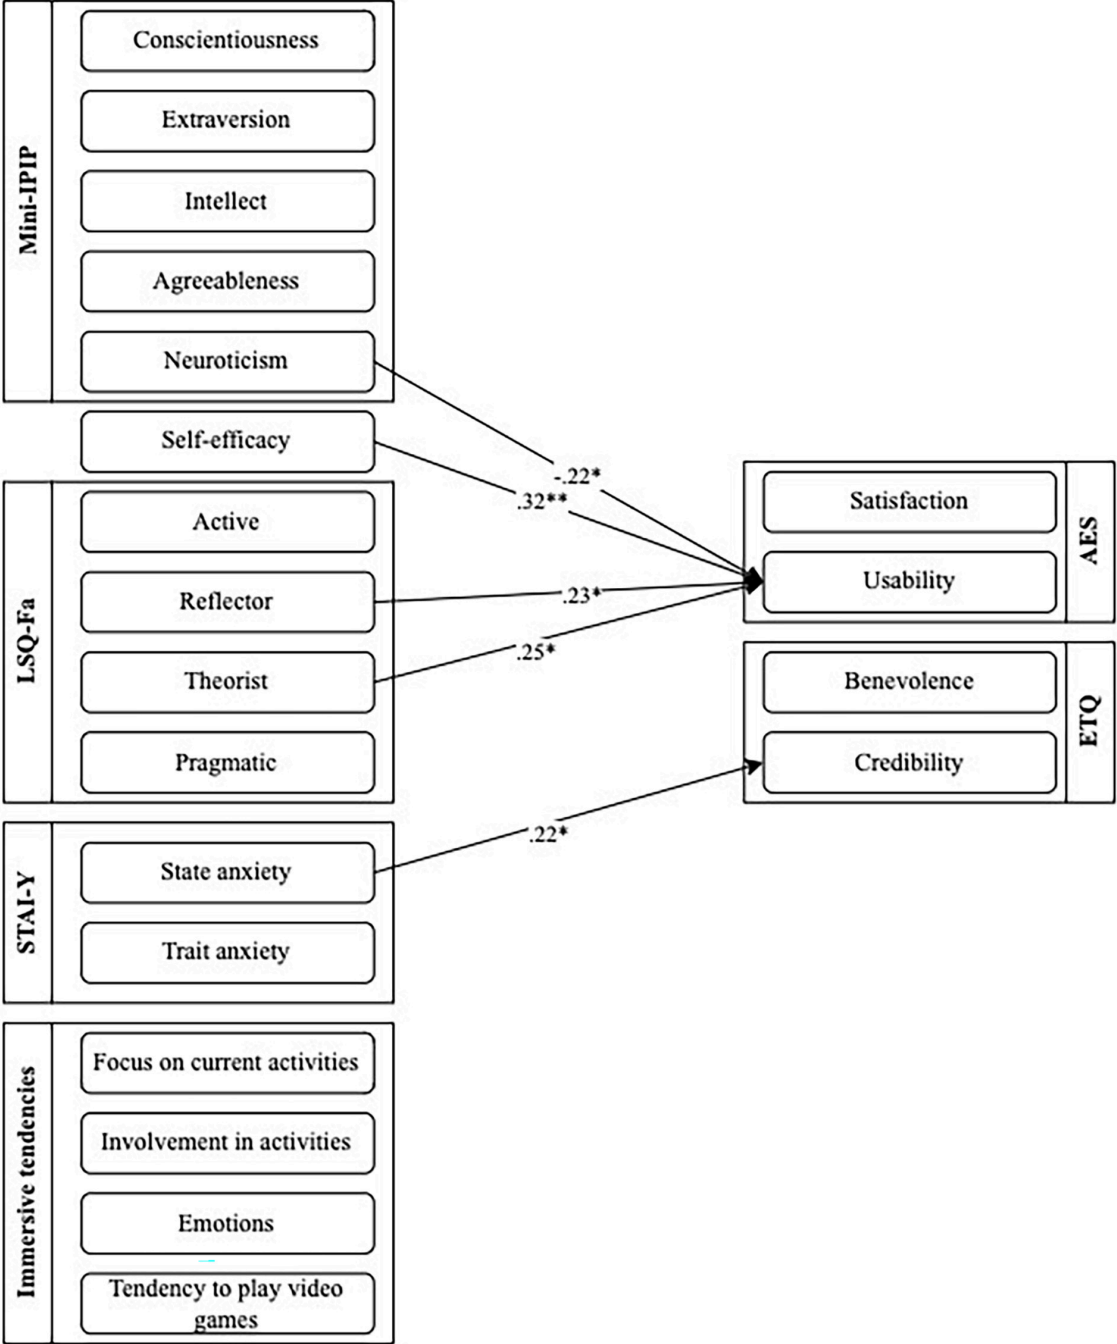 Mini-IPIP
Conscientiousness
Extraversion
Intellect
Agreeableness
Neuroticism
Self-efficacy
LSQ-Fa
Active
Reflector
Theorist
Pragmatic
STAI-Y
State anxiety
Trait anxiety
Immersive tendencies
Focus on current activities
Involvement in activities
Emotions
Tendency to play video
games
-.22*
.32**
.23*
.25*
.22*
Satisfaction
Usability
AES
Benevolence
Credibility
ETQ